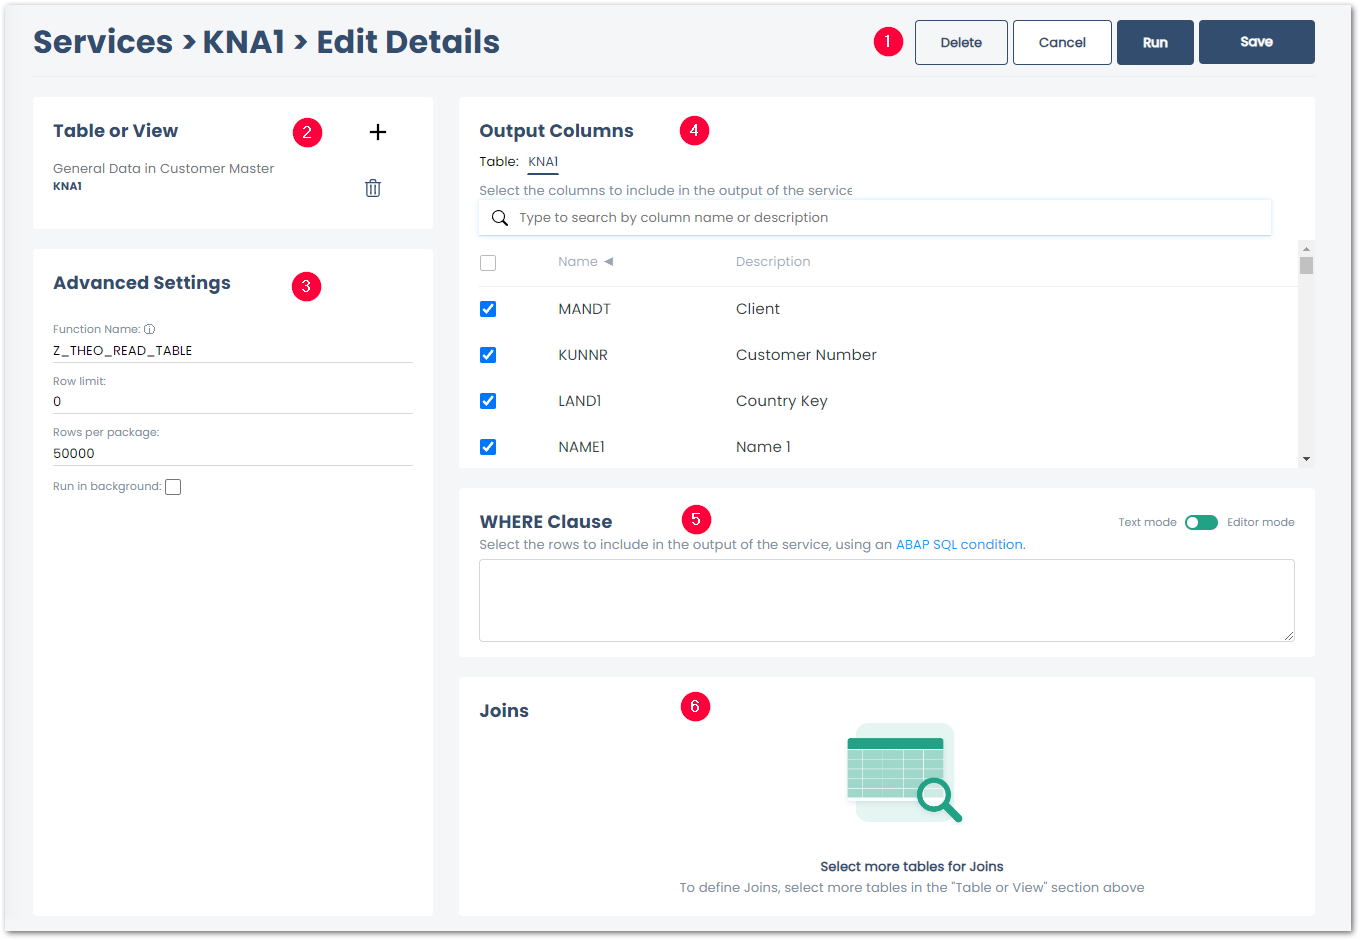 Services > KNA1 > Edit Details
1
Delete
Cancel
Run
Save
Table or View
2
General Data in Customer Master
KNA1
Advanced Settings
3
Function Name:
Z_THEO_READ_TABLE
Row limit:
0
Rows per package:
50000
Run in background:
Output Columns
4
Table: KNA1
Select the columns to include in the output of the service
Type to search by column name or description
Name Description
MANDT Client
KUNNR Customer Number
LAND1 Country Key
NAME1 Name 1
WHERE Clause
5
Text mode Editor mode
Select the rows to include in the output of the service, using an ABAP SQL condition.
Joins
6
Select more tables for Joins
To define Joins, select more tables in the "Table or View" section above